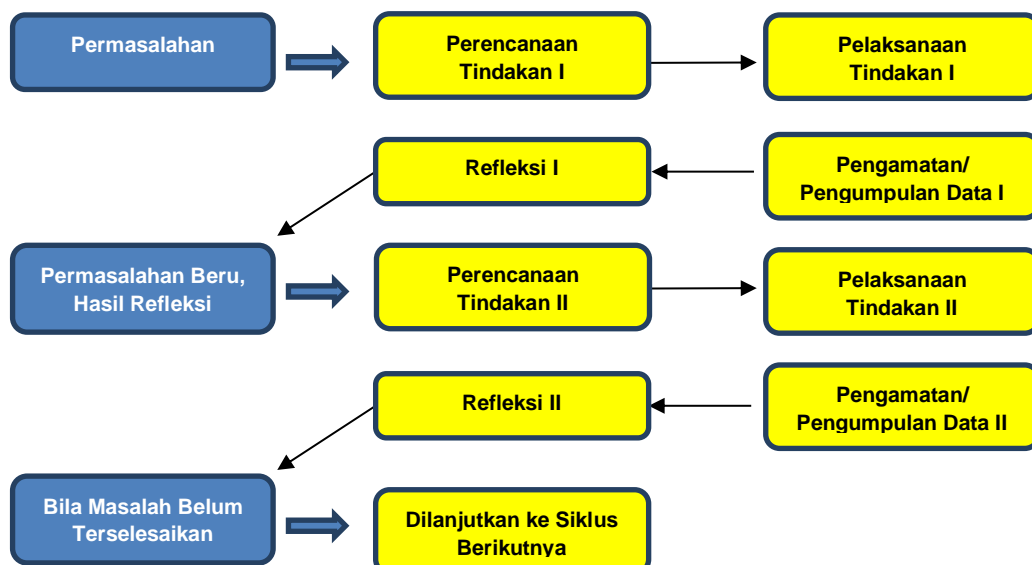 Permasalahan
Perencanaan
Tindakan I
Pelaksanaan
Tindakan I
Refleksi I
Pengamatan/
Pengumpulan Data I
Permasalahan Beru,
Hasil Refleksi
Perencanaan
Tindakan II
Pelaksanaan
Tindakan II
Refleksi II
Pengamatan/
Pengumpulan Data II
Bila Masalah Belum
Terselesaikan
Dilanjutkan ke Siklus
Berikutnya